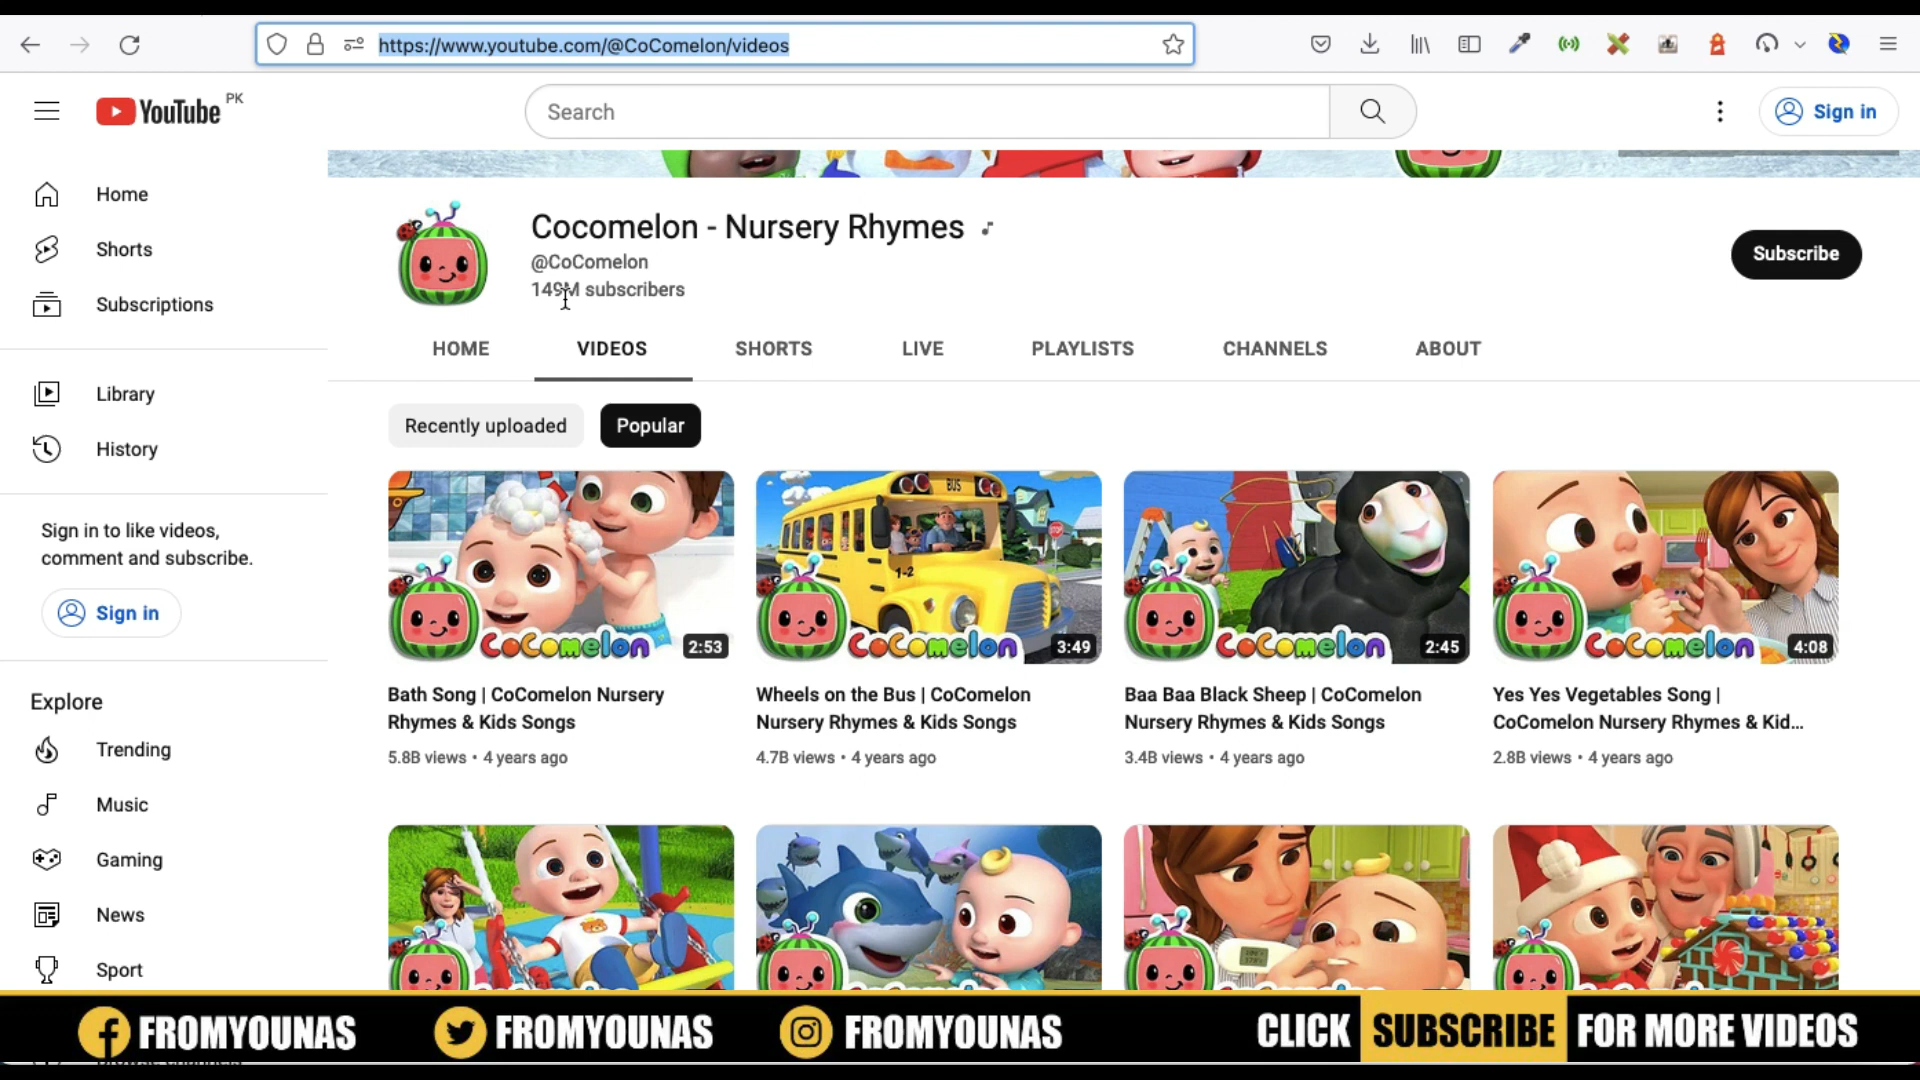 https://www.youtube.com/@CoComelon/videos
YouTube PK
Search
Sign in
Home
Shorts
Subscriptions
Library
History
Sign in to like videos,
comment and subscribe.
Sign in
Explore
Trending
Music
Gaming
News
Sport
Cocomelon - Nursery Rhymes
@CoComelon
149M subscribers
Subscribe
HOME
VIDEOS
SHORTS
LIVE
PLAYLISTS
CHANNELS
ABOUT
Recently uploaded
Popular
CoComelon
2:53
Bath Song | CoComelon Nursery
Rhymes & Kids Songs
5.8B views • 4 years ago
BUS
STOP
1-2
CoComelon
3:49
Wheels on the Bus | CoComelon
Nursery Rhymes & Kids Songs
4.7B views • 4 years ago
CoComelon
2:45
Baa Baa Black Sheep | CoComelon
Nursery Rhymes & Kids Songs
3.4B views • 4 years ago
CoComelon
4:08
Yes Yes Vegetables Song |
CoComelon Nursery Rhymes & Kid...
2.8B views • 4 years ago
FROMYOUNAS
FROMYOUNAS
FROMYOUNAS
CLICK SUBSCRIBE FOR MORE VIDEOS